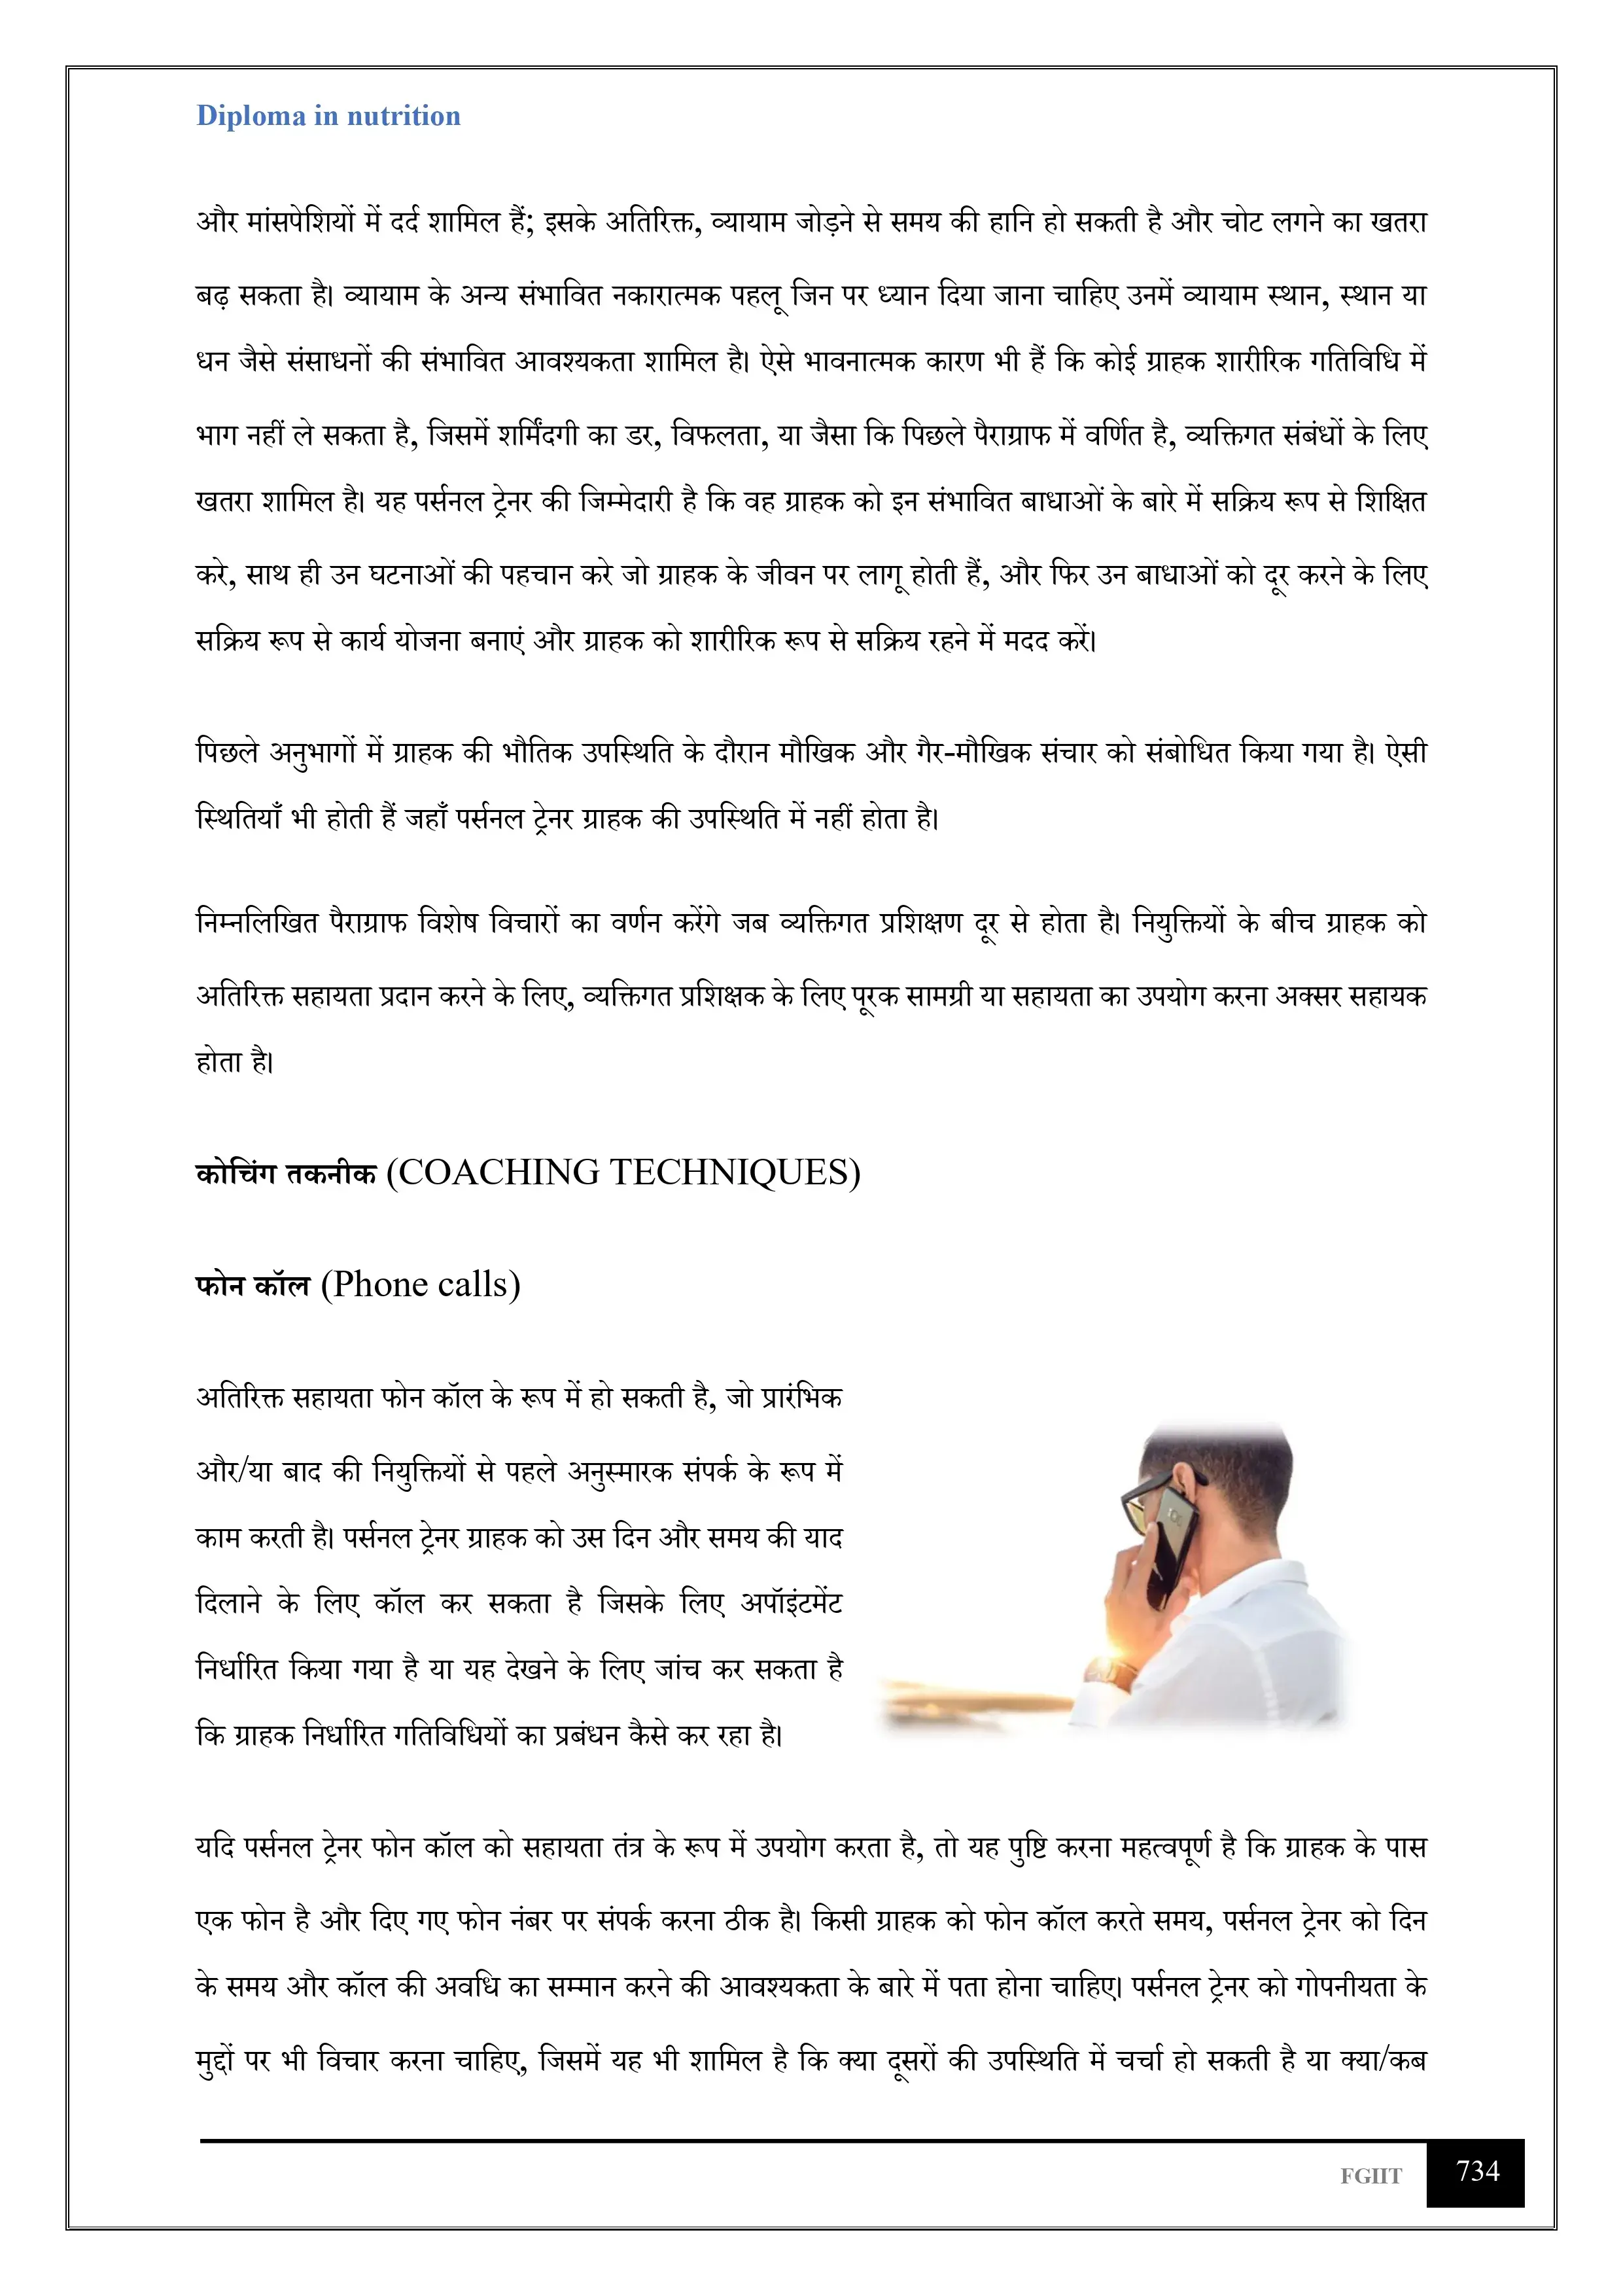 Diploma in nutrition
और मांसपेशियों में दर्द शामिल हैं; इसके अतिरिक्त, व्यायाम जोड़ने से समय की हानि हो सकती है और चोट लगने का खतरा
बढ़ सकता है। व्यायाम के अन्य संभावित नकारात्मक पहलू जिन पर ध्यान दिया जाना चाहिए उनमें व्यायाम स्थान, स्थान या
धन जैसे संसाधनों की संभावित आवश्यकता शामिल है। ऐसे भावनात्मक कारण भी हैं कि कोई ग्राहक शारीरिक गतिविधि में
भाग नहीं ले सकता है, जिसमें शर्मिंदगी का डर, विफलता, या जैसा कि पिछले पैराग्राफ में वर्णित है, व्यक्तिगत संबंधों के लिए
खतरा शामिल है। यह पर्सनल ट्रेनर की जिम्मेदारी है कि वह ग्राहक को इन संभावित बाधाओं के बारे में सक्रिय रूप से शिक्षित
करे, साथ ही उन घटनाओं की पहचान करे जो ग्राहक के जीवन पर लागू होती हैं, और फिर उन बाधाओं को दूर करने के लिए
सक्रिय रूप से कार्य योजना बनाएं और ग्राहक को शारीरिक रूप से सक्रिय रहने में मदद करें।
पिछले अनुभागों में ग्राहक की भौतिक उपस्थिति के दौरान मौखिक और गैर-मौखिक संचार को संबोधित किया गया है। ऐसी
स्थितियाँ भी होती हैं जहाँ पर्सनल ट्रेनर ग्राहक की उपस्थिति में नहीं होता है।
निम्नलिखित पैराग्राफ विशेष विचारों का वर्णन करेंगे जब व्यक्तिगत प्रशिक्षण दूर से होता है। नियुक्तियों के बीच ग्राहक को
अतिरिक्त सहायता प्रदान करने के लिए, व्यक्तिगत प्रशिक्षक के लिए पूरक सामग्री या सहायता का उपयोग करना अक्सर सहायक
होता है।
कोचिंग तकनीक (COACHING TECHNIQUES)
फोन कॉल (Phone calls)
अतिरिक्त सहायता फोन कॉल के रूप में हो सकती है, जो प्रारंभिक
और/या बाद की नियुक्तियों से पहले अनुस्मारक संपर्क के रूप में
काम करती है। पर्सनल ट्रेनर ग्राहक को उस दिन और समय की याद
दिलाने के लिए कॉल कर सकता है जिसके लिए अपॉइंटमेंट
निर्धारित किया गया है या यह देखने के लिए जांच कर सकता है
कि ग्राहक निर्धारित गतिविधियों का प्रबंधन कैसे कर रहा है।
यदि पर्सनल ट्रेनर फोन कॉल को सहायता तंत्र के रूप में उपयोग करता है, तो यह पुष्टि करना महत्वपूर्ण है कि ग्राहक के पास
एक फोन है और दिए गए फोन नंबर पर संपर्क करना ठीक है। किसी ग्राहक को फोन कॉल करते समय, पर्सनल ट्रेनर को दिन
के समय और कॉल की अवधि का सम्मान करने की आवश्यकता के बारे में पता होना चाहिए। पर्सनल ट्रेनर को गोपनीयता के
मुद्दों पर भी विचार करना चाहिए, जिसमें यह भी शामिल है कि क्या दूसरों की उपस्थिति में चर्चा हो सकती है या क्या/कब
FGIIT 734